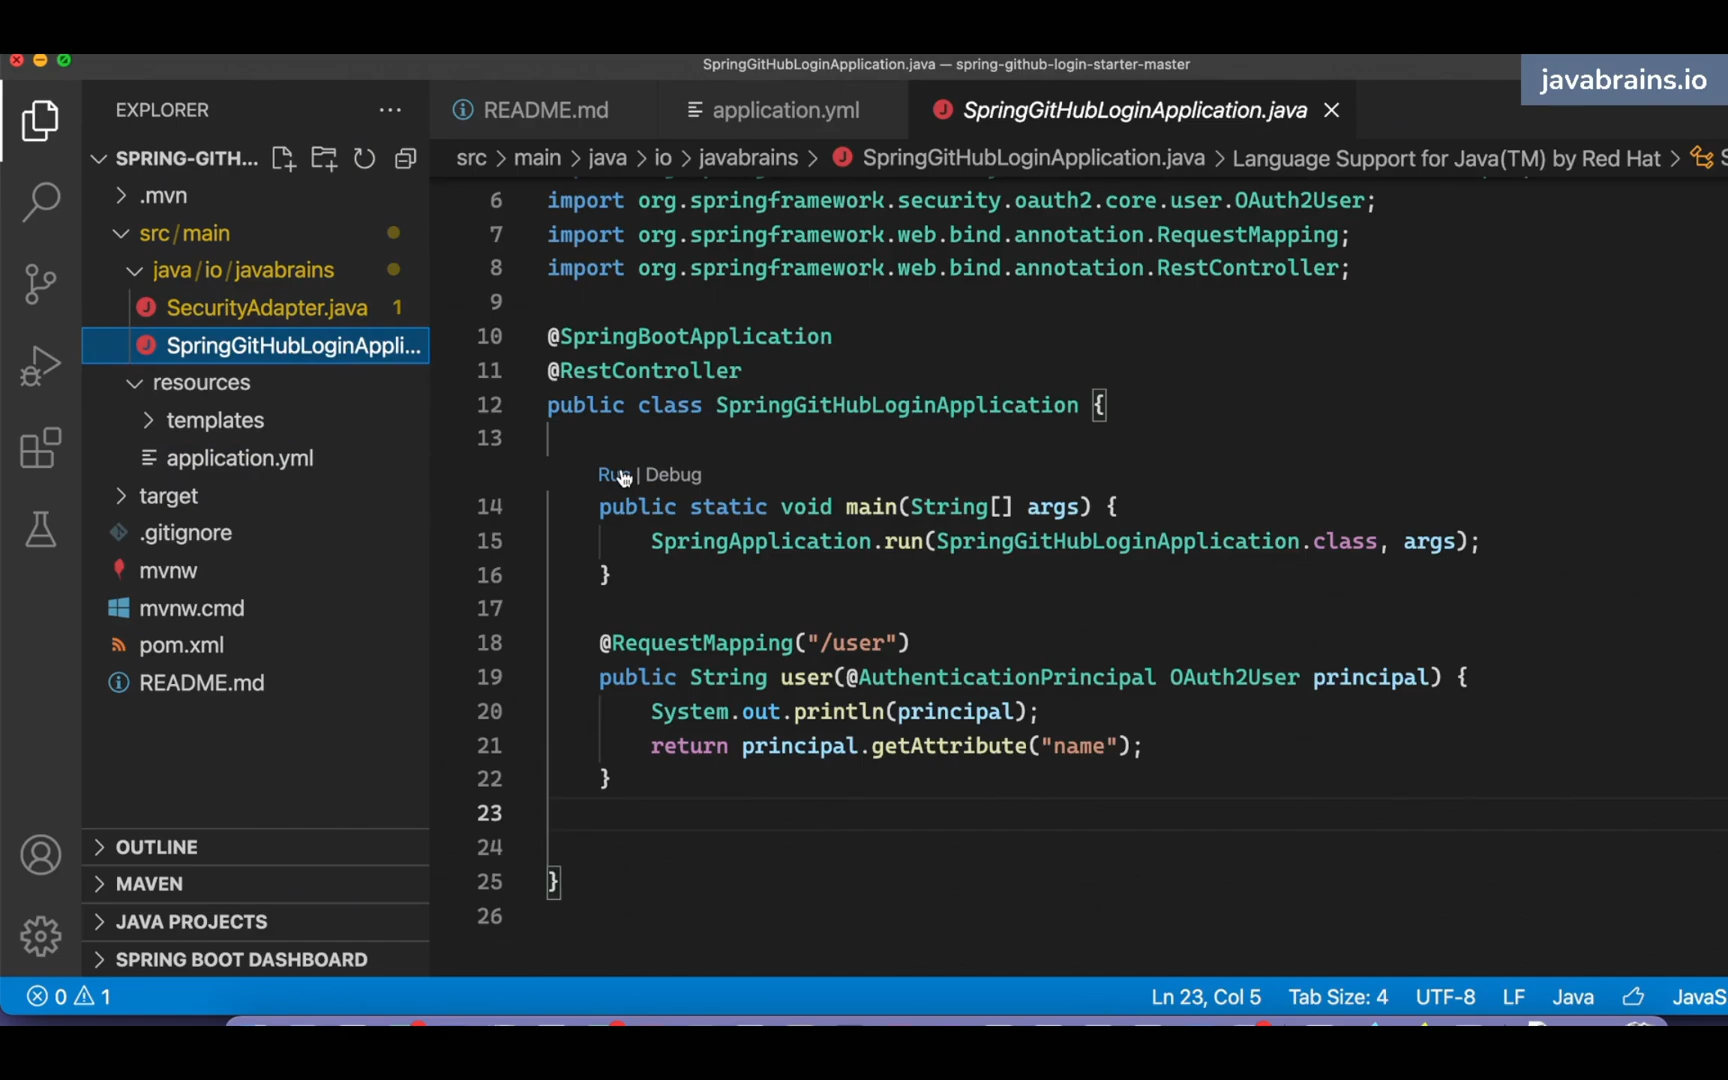 SpringGitHubLoginApplication.java — spring-github-login-starter-master
javabrains.io
EXPLORER
README.md
application.yml
SpringGitHubLoginApplication.java
SPRING-GITH...
src > main > java > io > javabrains > SpringGitHubLoginApplication.java > Language Support for Java(TM) by Red Hat > S
.mvn
src/main
java/io/javabrains
SecurityAdapter.java 1
SpringGitHubLoginAppli...
resources
templates
application.yml
target
.gitignore
mvnw
mvnw.cmd
pom.xml
README.md
OUTLINE
MAVEN
JAVA PROJECTS
SPRING BOOT DASHBOARD
6 import org.springframework.security.oauth2.core.user.OAuth2User;
7 import org.springframework.web.bind.annotation.RequestMapping;
8 import org.springframework.web.bind.annotation.RestController;
9
10 @SpringBootApplication
11 @RestController
12 public class SpringGitHubLoginApplication {
13
Run | Debug
14 public static void main(String[] args) {
15 SpringApplication.run(SpringGitHubLoginApplication.class, args);
16 }
17
18 @RequestMapping("/user")
19 public String user(@AuthenticationPrincipal OAuth2User principal) {
20 System.out.println(principal);
21 return principal.getAttribute("name");
22 }
23
24
25 }
26
0 1 Ln 23, Col 5 Tab Size: 4 UTF-8 LF Java JavaS